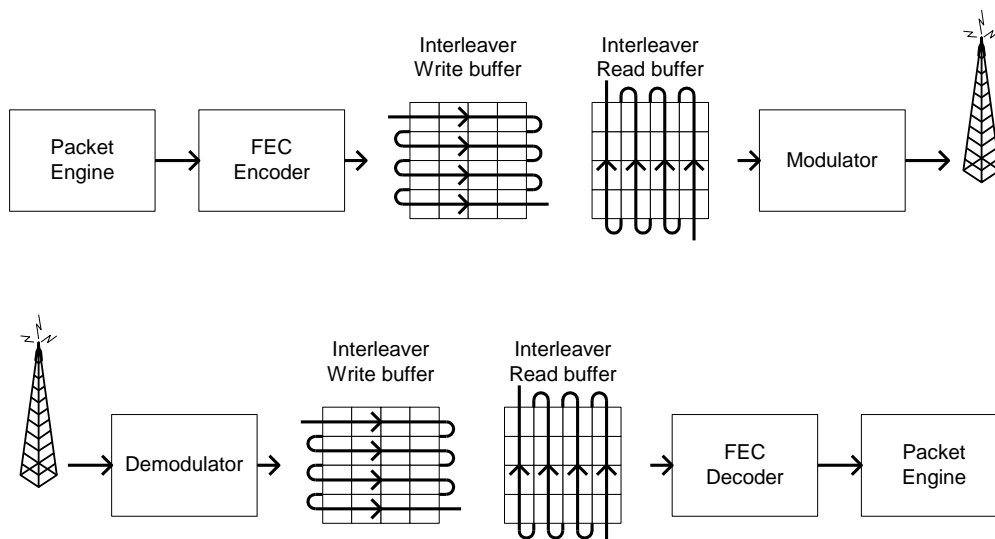 Interleaver
Write buffer
Interleaver
Read buffer
Packet
Engine
FEC
Encoder
Modulator
Interleaver
Write buffer
Interleaver
Read buffer
Demodulator
FEC
Decoder
Packet
Engine